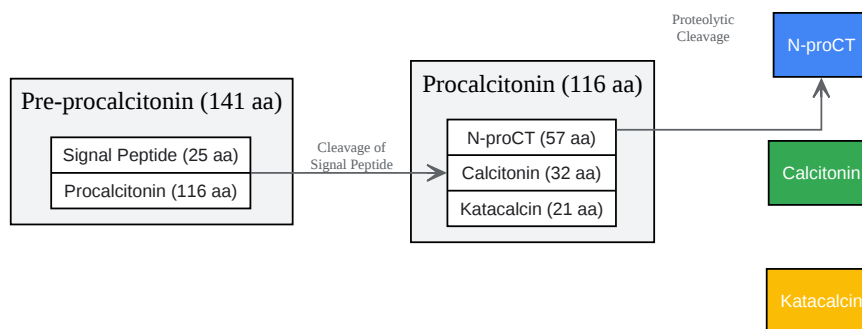 Pre-procalcitonin (141 aa)
Signal Peptide (25 aa)
Procalcitonin (116 aa)
Cleavage of
Signal Peptide
Procalcitonin (116 aa)
N-proCT (57 aa)
Calcitonin (32 aa)
Katacalcin (21 aa)
Proteolytic
Cleavage
N-proCT
Calcitonin
Katacalcin